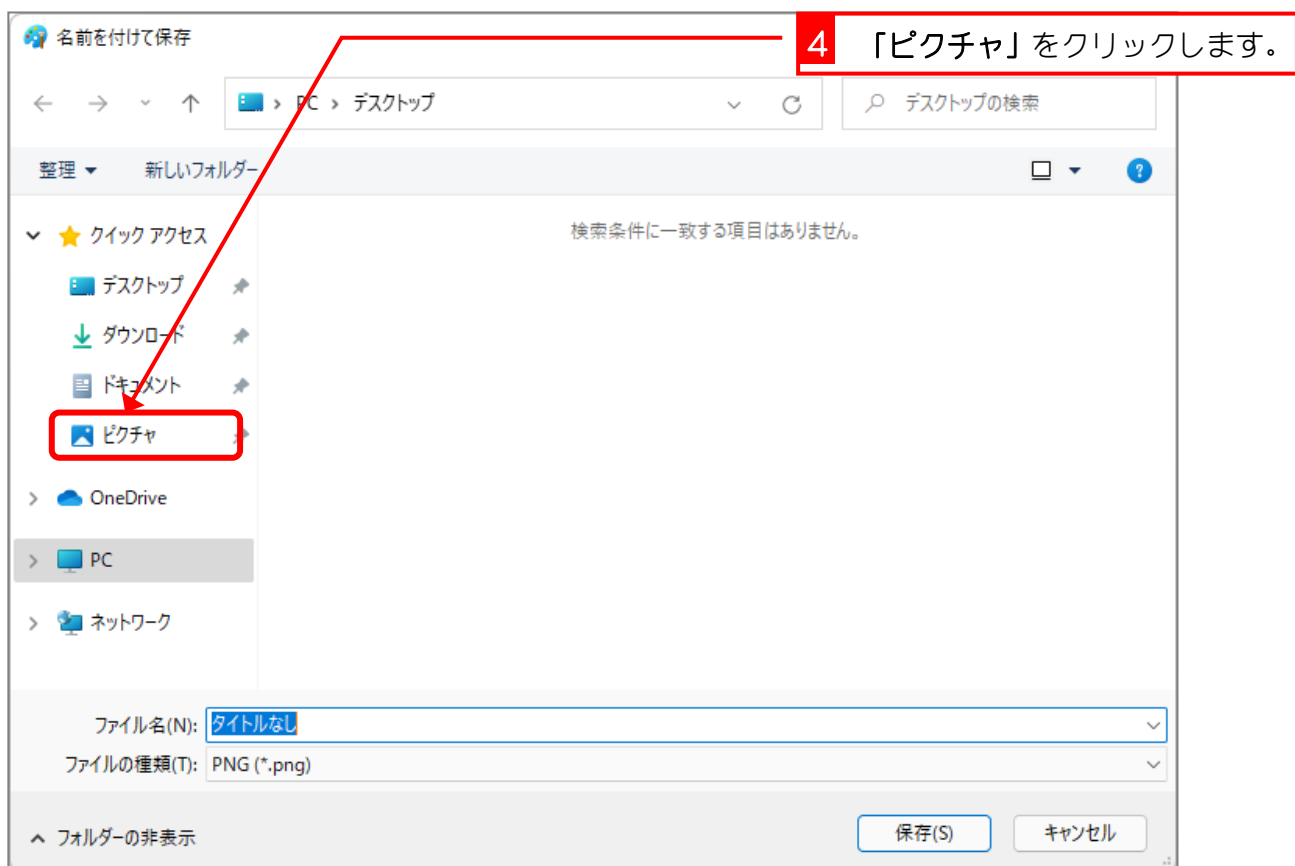 名前を付けて保存
4 「ピクチャ」をクリックします。
PC › デスクトップ
デスクトップの検索
整理
新しいフォルダー
?
クイック アクセス
検索条件に一致する項目はありません。
デスクトップ
ダウンロード
ドキュメント
ピクチャ
OneDrive
PC
ネットワーク
ファイル名(N): タイトルなし
ファイルの種類(T): PNG (*.png)
フォルダーの非表示
保存(S)
キャンセル